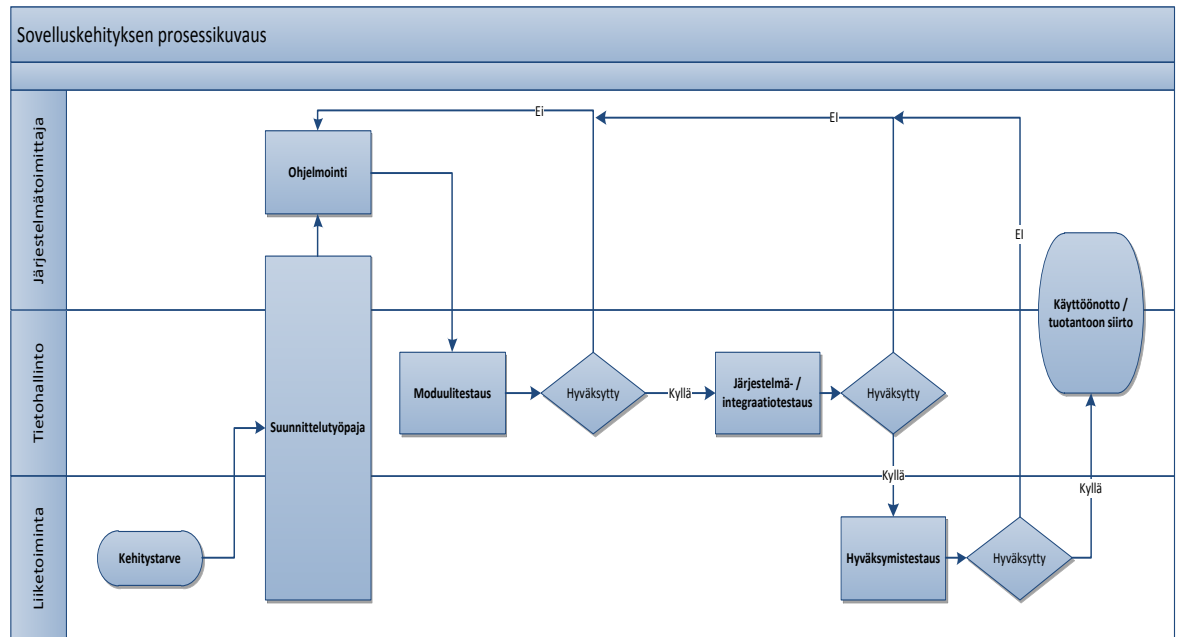 Sovelluskehityksen prosessikuvaus
Järjestelmätoimittaja
Ei
EI
Ohjelmointi
EI
Käyttöönotto /
tuotantoon siirto
Tietohallinto
Suunnittelutyöpaja
Moduulitestaus
Hyväksytty
Kyllä
Järjestelmä- /
integraatiotestaus
Hyväksytty
Kyllä
Kyllä
Liiketoiminta
Kehitystarve
Hyväksymistestaus
Hyväksytty